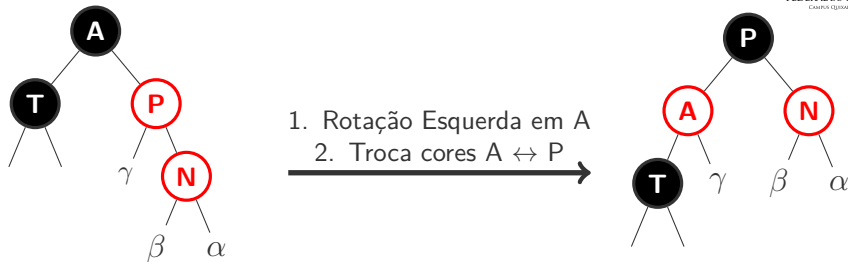 A
T
P
γ
N
β
α
1. Rotação Esquerda em A
2. Troca cores A ↔ P
P
A
N
T
γ
β
α